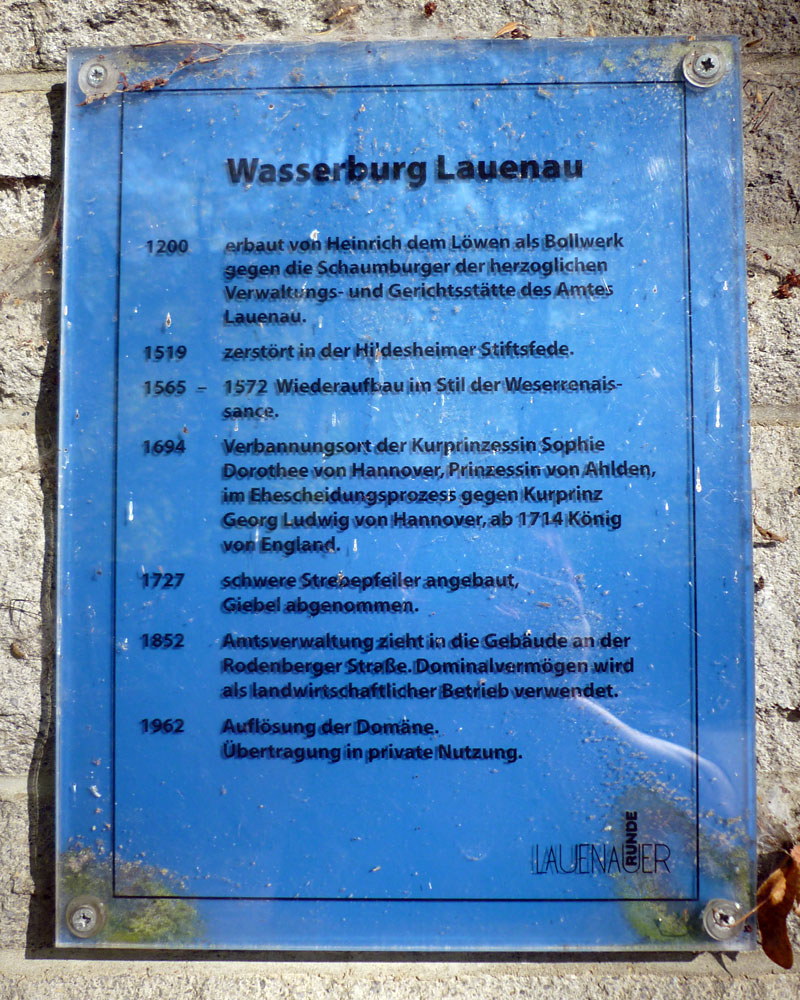 Wasserburg Lauenau
1200 erbaut von Heinrich dem Löwen als Bollwerk
gegen die Schaumburger der herzoglichen
Verwaltungs- und Gerichtsstätte des Amtes
Lauenau.
1519 zerstört in der Hildesheimer Stiftsfede.
1565 – 1572 Wiederaufbau im Stil der Weserrenais-
sance.
1694 Verbannungsort der Kurprinzessin Sophie
Dorothee von Hannover, Prinzessin von Ahlden,
im Ehescheidungsprozess gegen Kurprinz
Georg Ludwig von Hannover, ab 1714 König
von England.
1727 schwere Strebepfeiler angebaut,
Giebel abgenommen.
1852 Amtsverwaltung zieht in die Gebäude an der
Rodenberger Straße. Dominalvermögen wird
als landwirtschaftlicher Betrieb verwendet.
1962 Auflösung der Domäne.
Übertragung in private Nutzung.
LAUENAUER
RUNDE